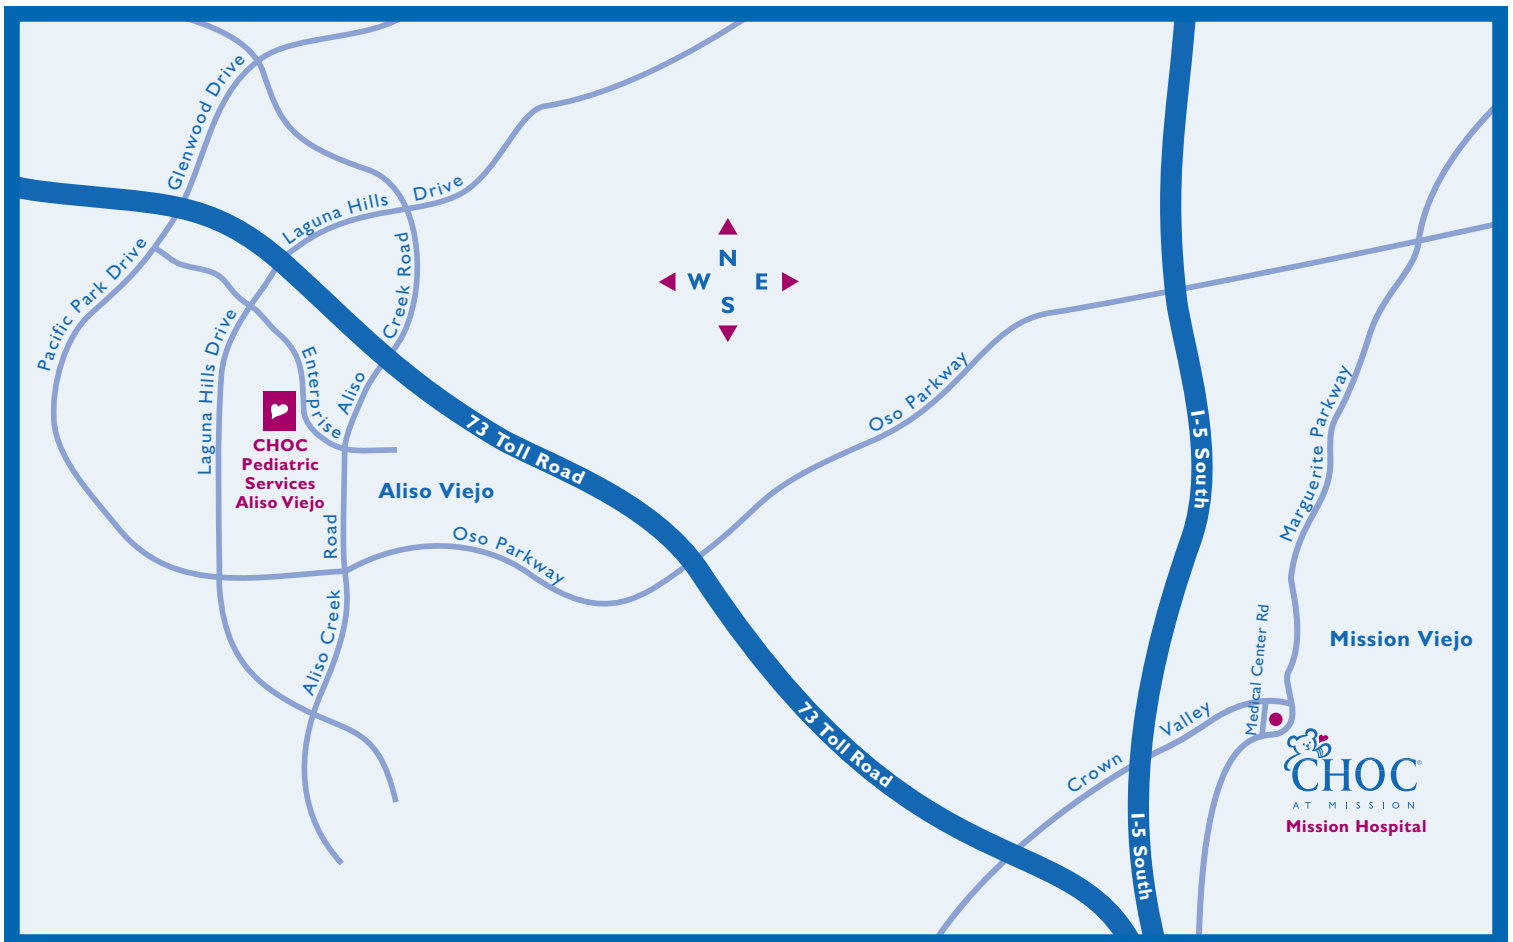 Glenwood Drive
Laguna Hills Drive
Pacific Park Drive
Creek Road
N
W E
S
Laguna Hills Drive
Enterprise
Aliso
CHOC
Pediatric
Services
Aliso Viejo
73 Toll Road
Aliso Viejo
Oso Parkway
Oso Parkway
I-5 South
Marguerite Parkway
Road
Aliso Creek
Medical Center Rd
Mission Viejo
73 Toll Road
Crown Valley
I-5 South
CHOC®
AT MISSION
Mission Hospital